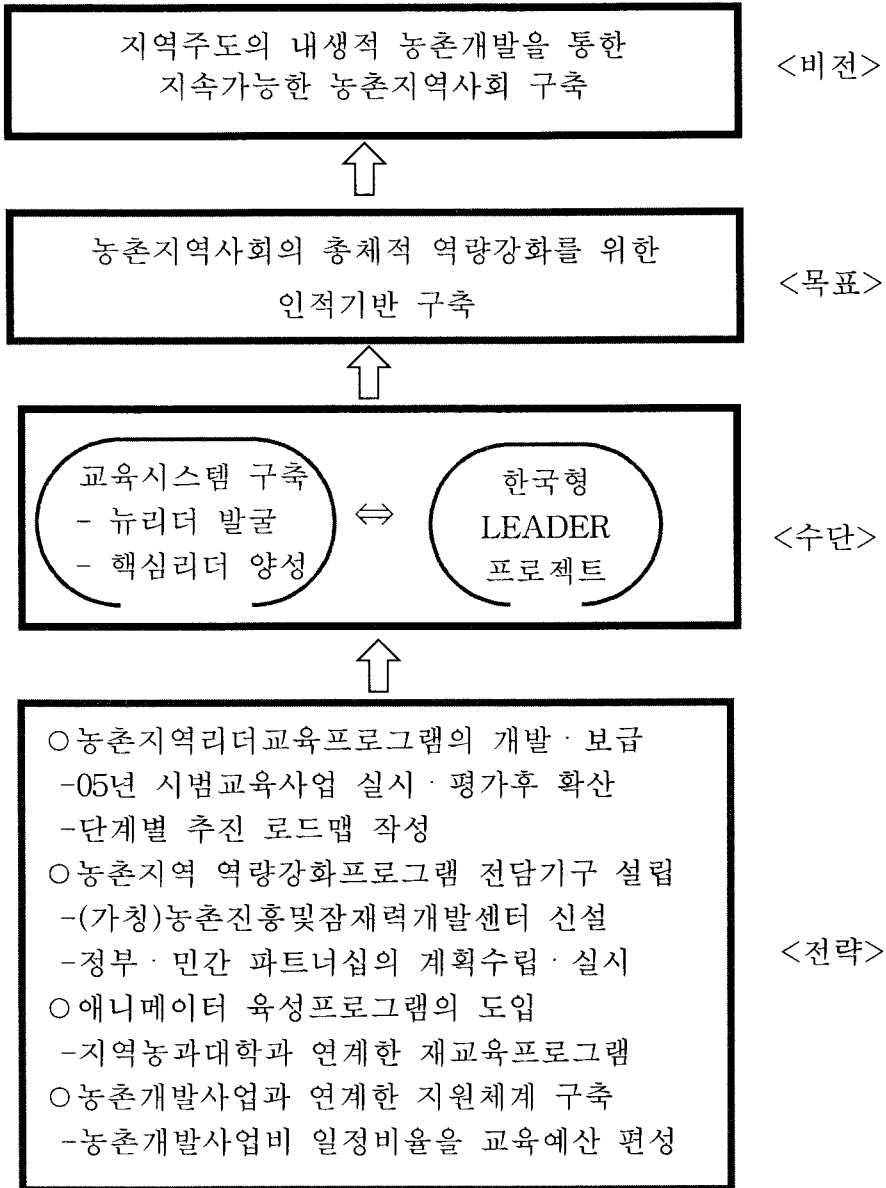 지역주도의 내생적 농촌개발을 통한
지속가능한 농촌지역사회 구축
<비전>
농촌지역사회의 총체적 역량강화를 위한
인적기반 구축
<목표>
교육시스템 구축
- 뉴리더 발굴
- 핵심리더 양성
⇔
한국형
LEADER
프로젝트
<수단>
○농촌지역리더교육프로그램의 개발·보급
-05년 시범교육사업 실시·평가후 확산
-단계별 추진 로드맵 작성
○농촌지역 역량강화프로그램 전담기구 설립
-(가칭)농촌진흥및잠재력개발센터 신설
-정부·민간 파트너십의 계획수립·실시
○애니메이터 육성프로그램의 도입
-지역농과대학과 연계한 재교육프로그램
○농촌개발사업과 연계한 지원체계 구축
-농촌개발사업비 일정비율을 교육예산 편성
<전략>